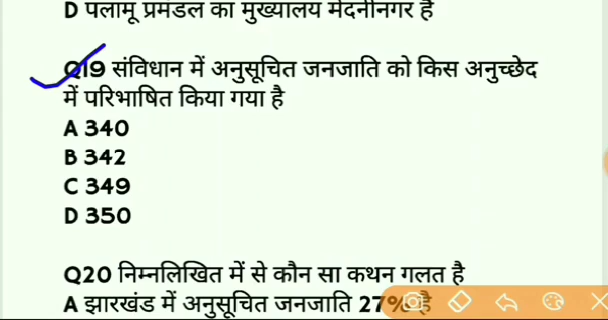 D पलामू प्रमंडल का मुख्यालय मेदनीनगर है
Q19 संविधान में अनुसूचित जनजाति को किस अनुच्छेद
में परिभाषित किया गया है
A 340
B 342
C 349
D 350
Q20 निम्नलिखित में से कौन सा कथन गलत है
A झारखंड में अनुसूचित जनजाति 27% है